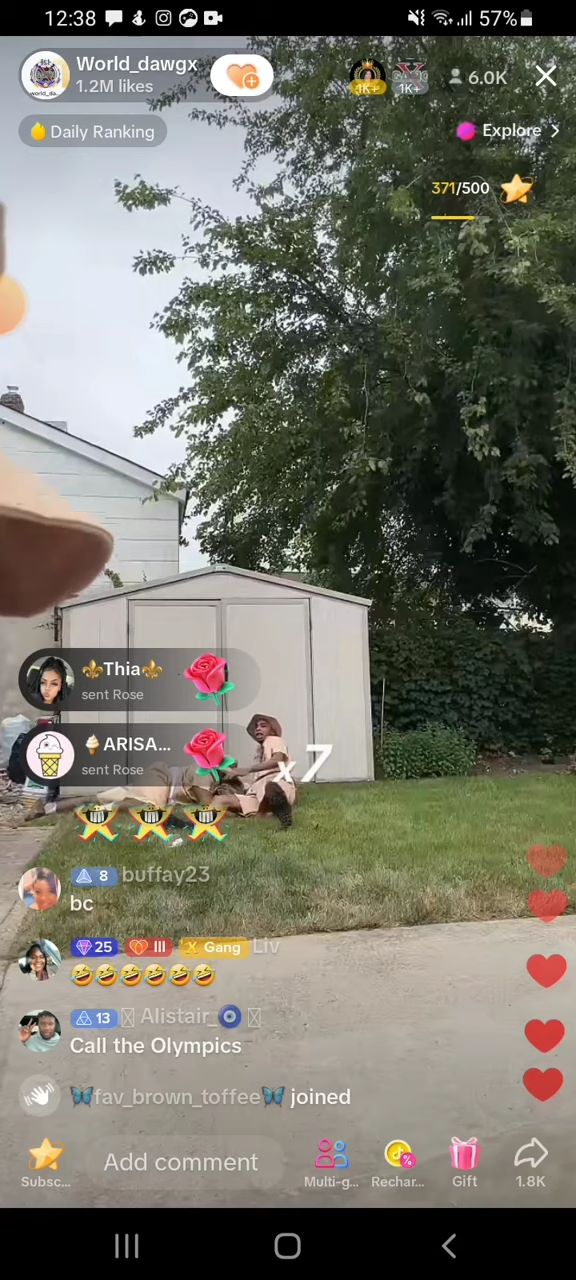 12:38
57%
World_dawgx
1.2M likes
1K+
1K+
6.0K
Daily Ranking
Explore
371/500
Thia
sent Rose
ARISA...
sent Rose
x7
8 buffay23
bc
25 III Gang Liv
13 Alistair_
Call the Olympics
fav_brown_toffee joined
Subsc...
Add comment
Multi-g...
Rechar...
Gift
1.8K